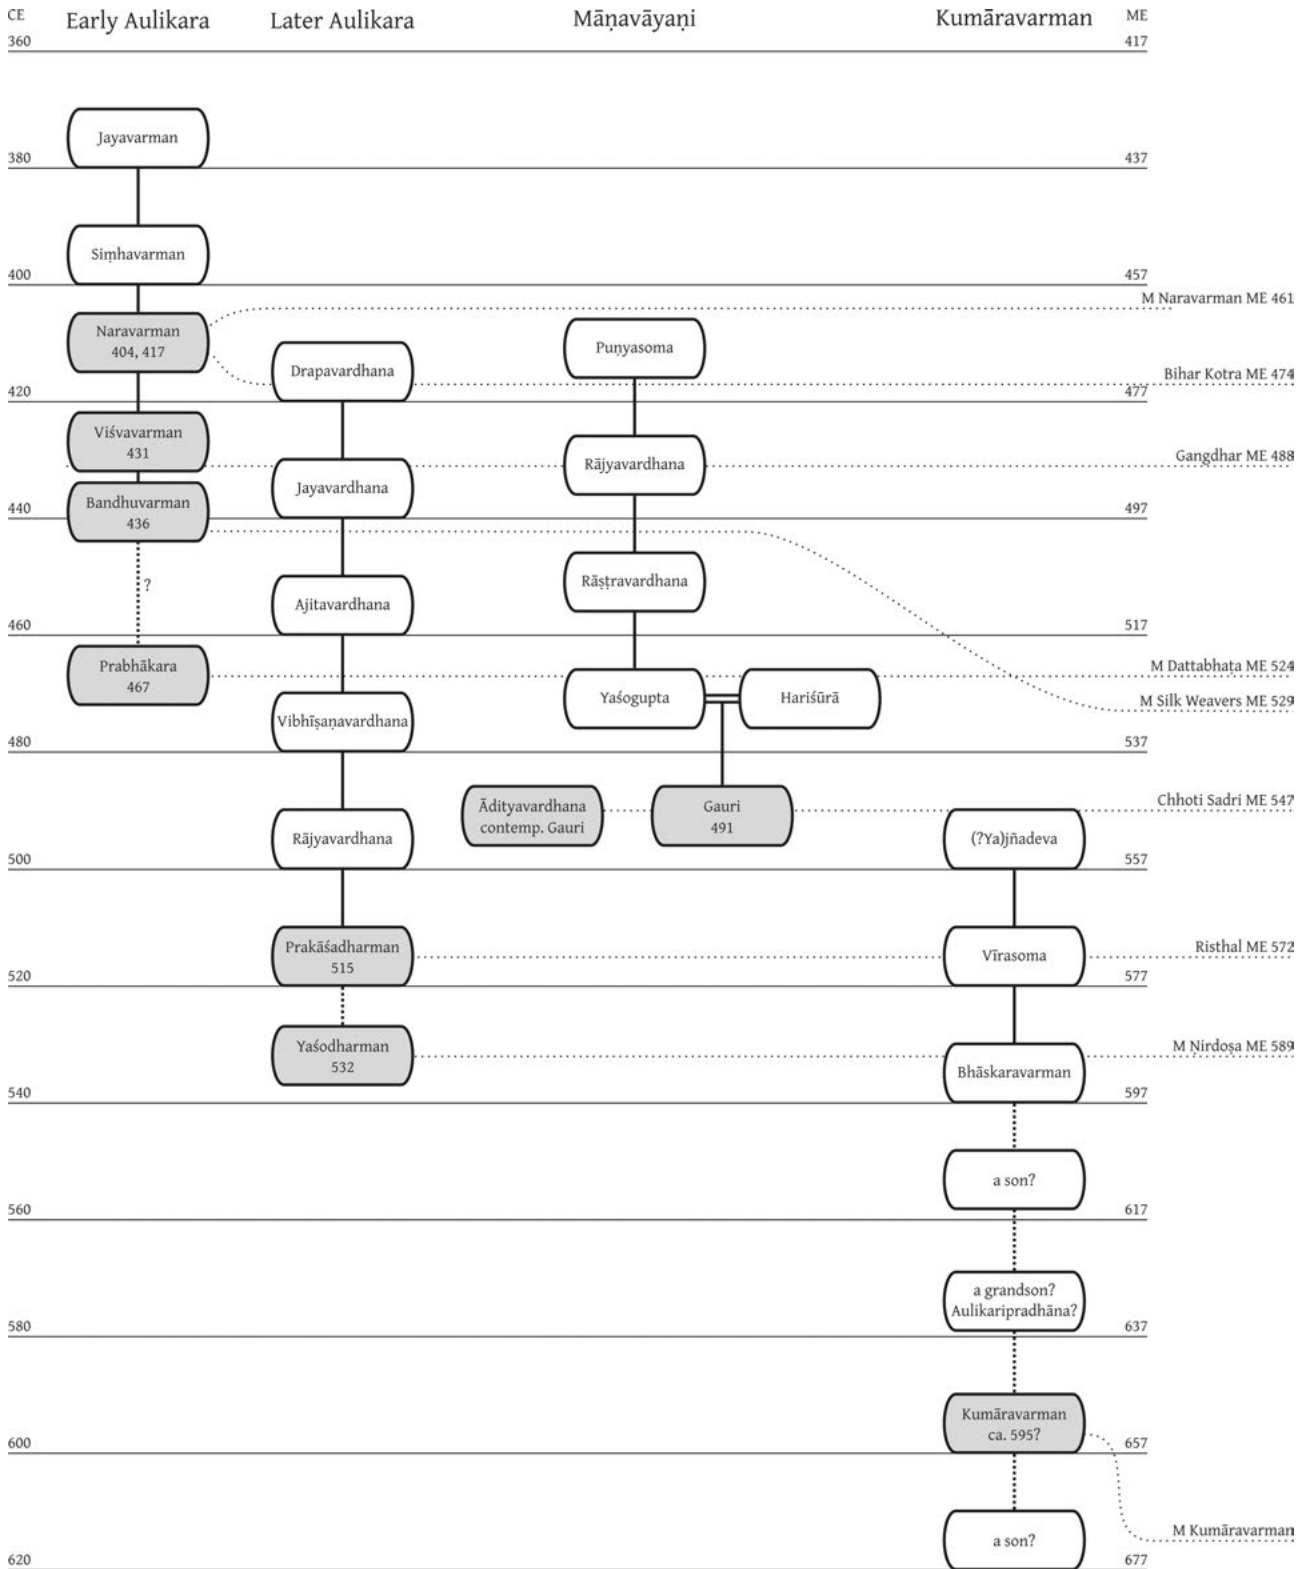 CE Early Aulikara Later Aulikara Māṇavāyaṇi Kumāravarman ME
360 417
Jayavarman
380 437
Siṃhavarman
400 457
M Naravarman ME 461
Naravarman
404, 417
Puṇyasoma
Drapavardhana
Bihar Kotra ME 474
420 477
Viśvavarman
431
Rājyavardhana
Gangdhar ME 488
Jayavardhana
Bandhuvarman
436
440 497
?
Rāṣṭravardhana
Ajitavardhana
460 517
Prabhākara
467
M Dattabhaṭa ME 524
Yaśogupta Hariśūrā
M Silk Weavers ME 529
Vibhīṣaṇavardhana
480 537
Ādityavardhana
contemp. Gauri
Gauri
491
Chhoti Sadri ME 547
Rājyavardhana (?Ya)jñadeva
500 557
Prakāśadharman
515
Vīrasoma
Risthal ME 572
520 577
Yaśodharman
532
M Ṇirdoṣa ME 589
Bhāskaravarman
540 597
a son?
560 617
a grandson?
Aulikaripradhāna?
580 637
Kumāravarman
ca. 595?
600 657
M Kumāravarman
a son?
620 677